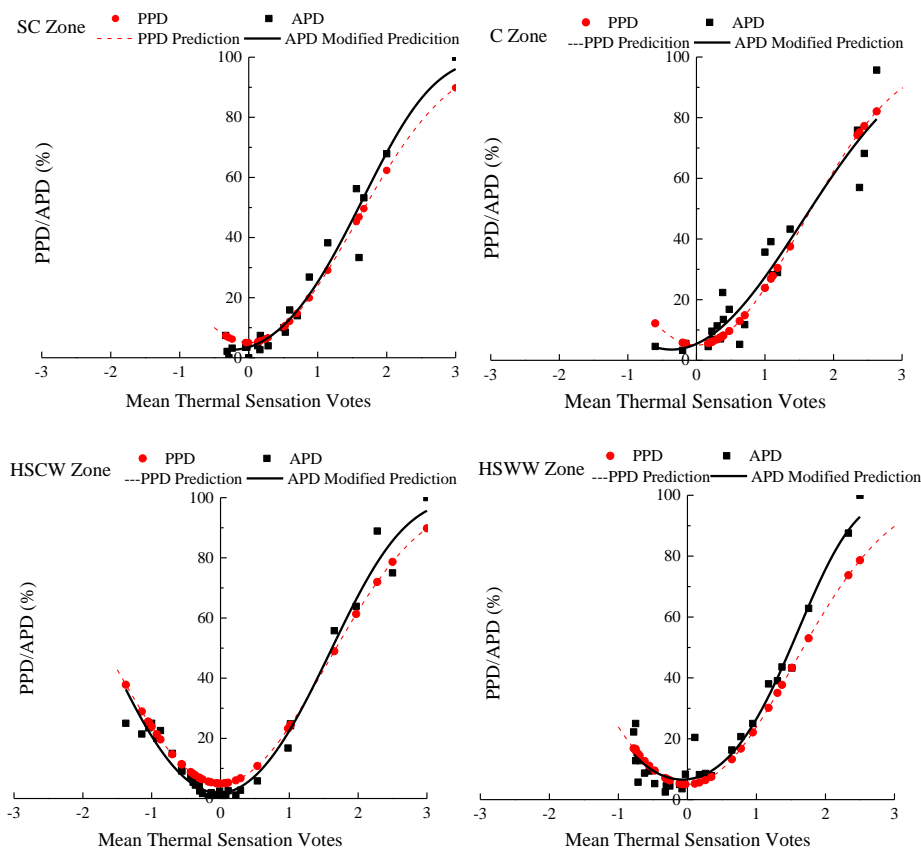 SC Zone
PPD APD
PPD Prediction APD Modified Prediction
PPD/APD (%)
100
80
60
40
20
0
-3 -2 -1 0 1 2 3
Mean Thermal Sensation Votes
C Zone
PPD APD
---PPD Predicition APD Modified Prediction
PPD/APD (%)
100
80
60
40
20
0
-3 -2 -1 0 1 2 3
Mean Thermal Sensation Votes
HSCW Zone
PPD APD
---PPD Prediction APD Modified Prediction
PPD/APD (%)
100
80
60
40
20
0
-3 -2 -1 0 1 2 3
Mean Thermal Sensation Votes
HSWW Zone
PPD APD
---PPD Predicition APD Modified Prediction
PPD/APD (%)
100
80
60
40
20
0
-3 -2 -1 0 1 2 3
Mean Thermal Sensation Votes